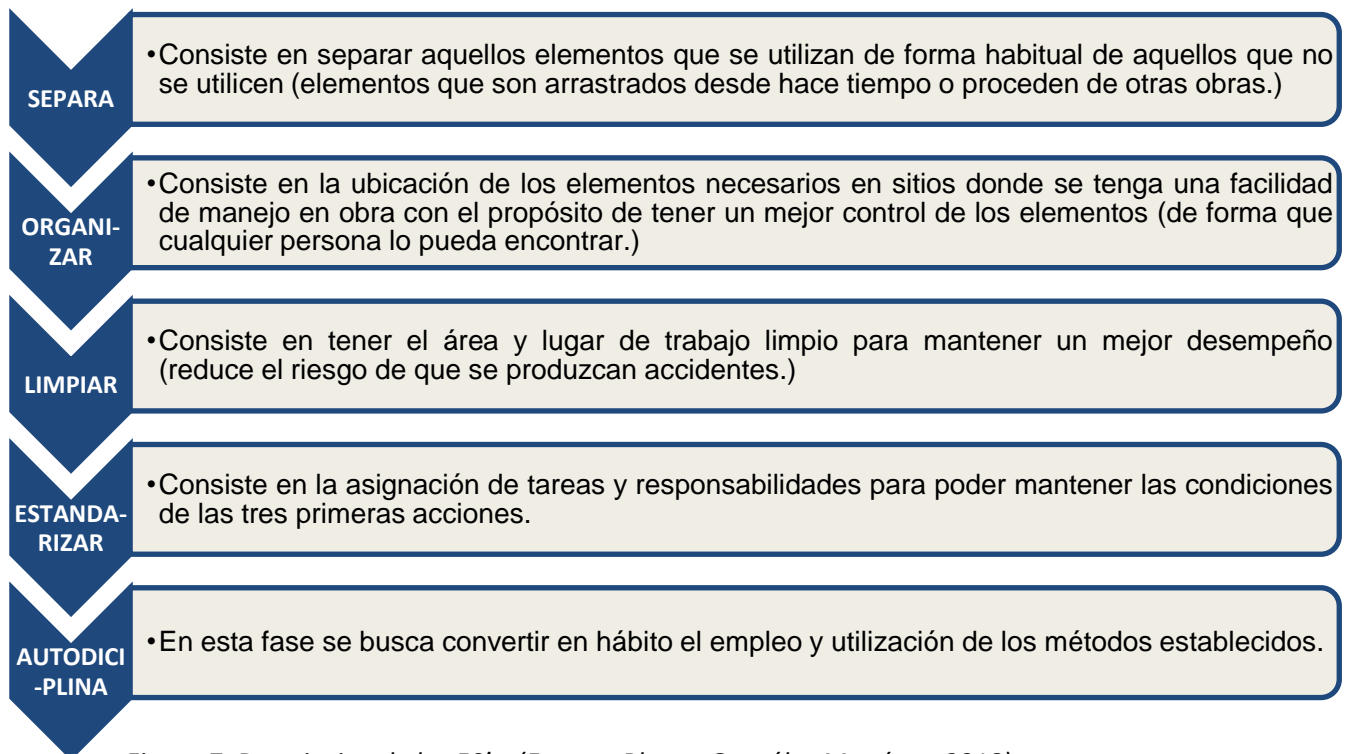 SEPARA
•Consiste en separar aquellos elementos que se utilizan de forma habitual de aquellos que no
se utilicen (elementos que son arrastrados desde hace tiempo o proceden de otras obras.)
ORGANI-
ZAR
•Consiste en la ubicación de los elementos necesarios en sitios donde se tenga una facilidad
de manejo en obra con el propósito de tener un mejor control de los elementos (de forma que
cualquier persona lo pueda encontrar.)
LIMPIAR
•Consiste en tener el área y lugar de trabajo limpio para mantener un mejor desempeño
(reduce el riesgo de que se produzcan accidentes.)
ESTANDA-
RIZAR
•Consiste en la asignación de tareas y responsabilidades para poder mantener las condiciones
de las tres primeras acciones.
AUTODICI
-PLINA
•En esta fase se busca convertir en hábito el empleo y utilización de los métodos establecidos.